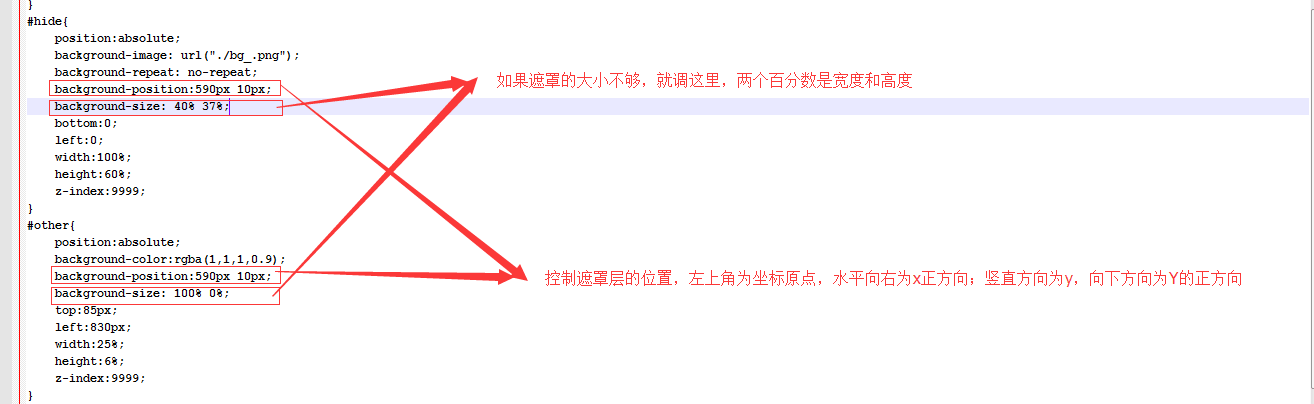 }
#hide{
position:absolute;
background-image: url("./bg_.png");
background-repeat: no-repeat;
background-position:590px 10px;
background-size: 40% 37%;
bottom:0;
left:0;
width:100%;
height:60%;
z-index:9999;
}
#other{
position:absolute;
background-color:rgba(1,1,1,0.9);
background-position:590px 10px;
background-size: 100% 0%;
top:85px;
left:830px;
width:25%;
height:6%;
z-index:9999;
}
如果遮罩的大小不够，就调这里，两个百分数是宽度和高度
控制遮罩层的位置，左上角为坐标原点，水平向右为x正方向；竖直方向为y，向下方向为Y的正方向